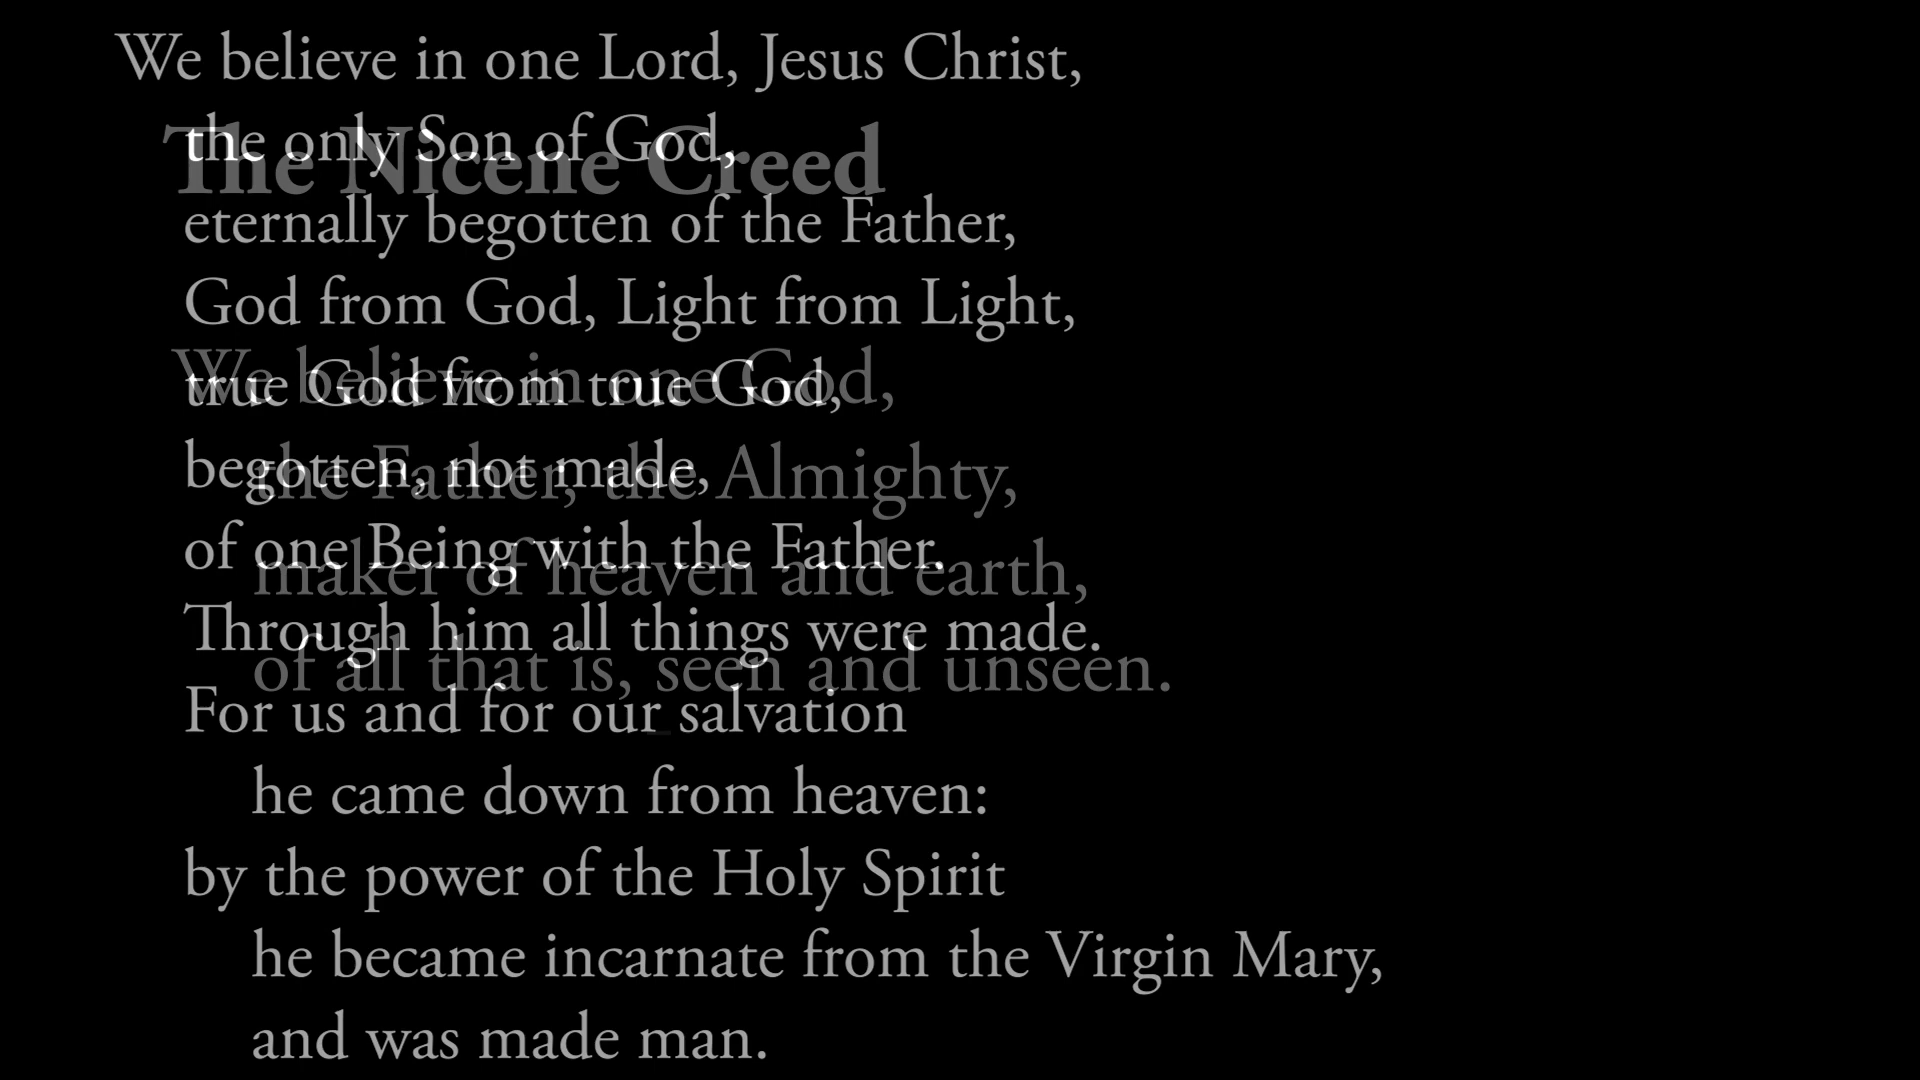 The Nicene Creed
We believe in one God,
the Father, the Almighty,
maker of heaven and earth,
of all that is, seen and unseen.
We believe in one Lord, Jesus Christ,
the only Son of God,
eternally begotten of the Father,
God from God, Light from Light,
true God from true God,
begotten, not made,
of one Being with the Father.
Through him all things were made.
For us and for our salvation
he came down from heaven:
by the power of the Holy Spirit
he became incarnate from the Virgin Mary,
and was made man.